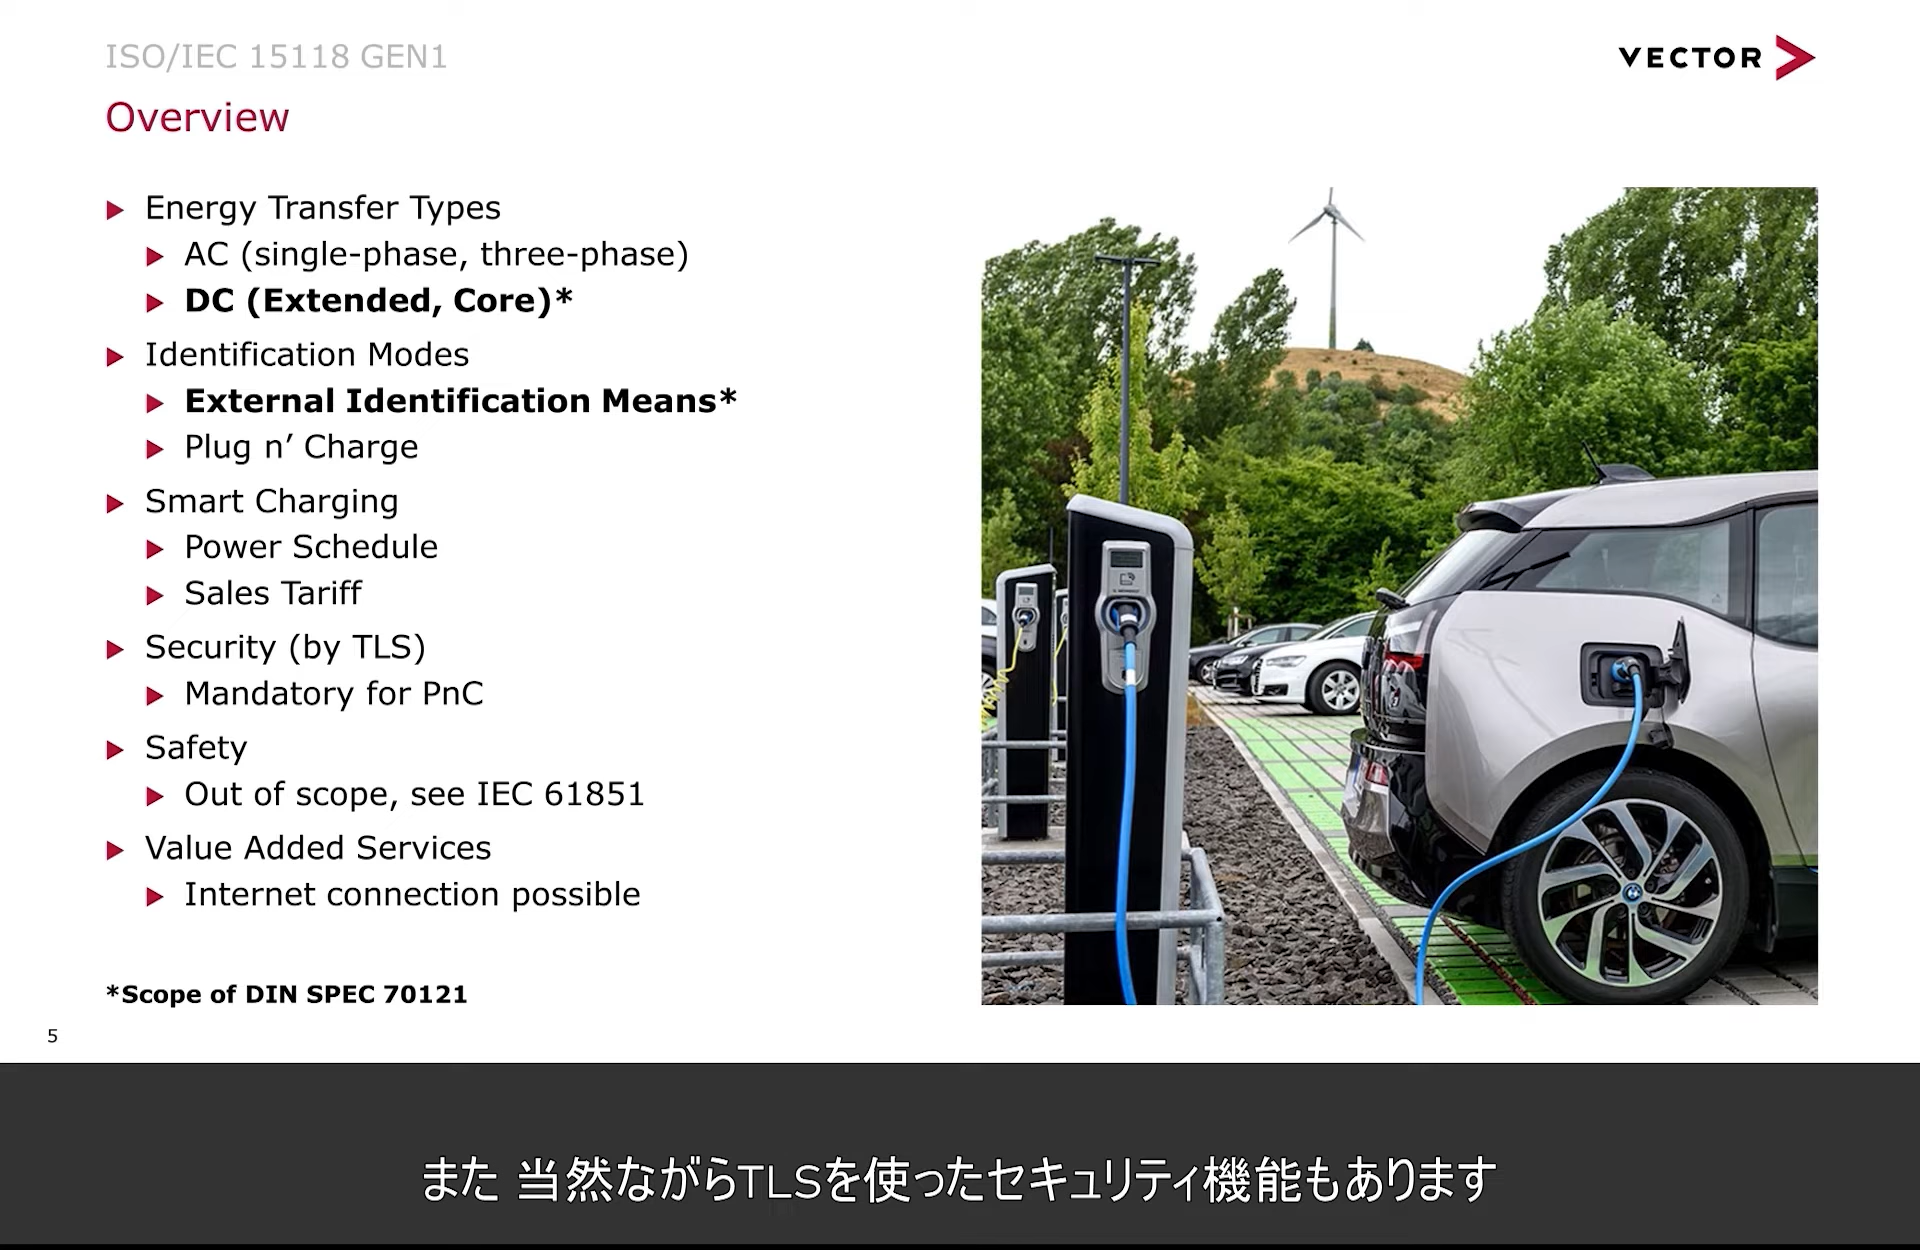 ISO/IEC 15118 GEN1
VECTOR
Overview
Energy Transfer Types
AC (single-phase, three-phase)
DC (Extended, Core)*
Identification Modes
External Identification Means*
Plug n’ Charge
Smart Charging
Power Schedule
Sales Tariff
Security (by TLS)
Mandatory for PnC
Safety
Out of scope, see IEC 61851
Value Added Services
Internet connection possible
*Scope of DIN SPEC 70121
5
また 当然ながらTLSを使ったセキュリティ機能もあります